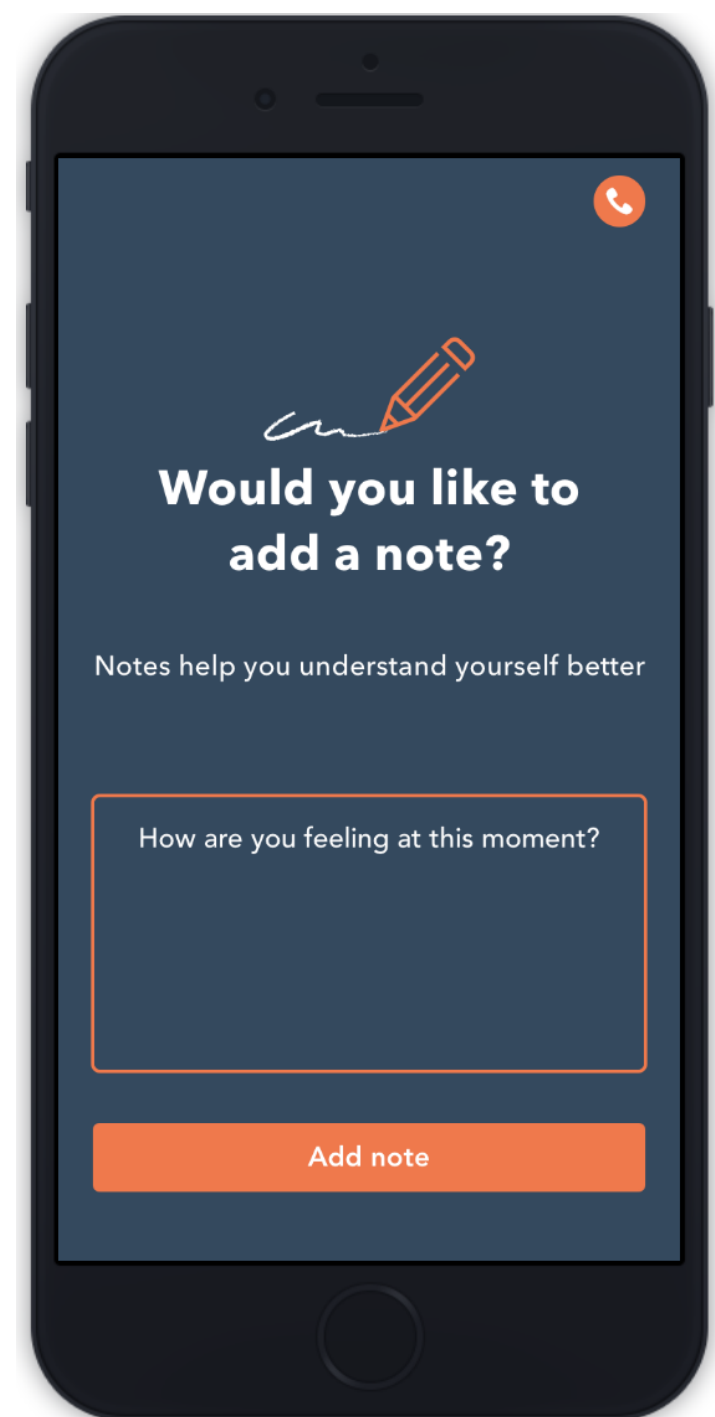 Would you like to
add a note?
Notes help you understand yourself better
How are you feeling at this moment?
Add note